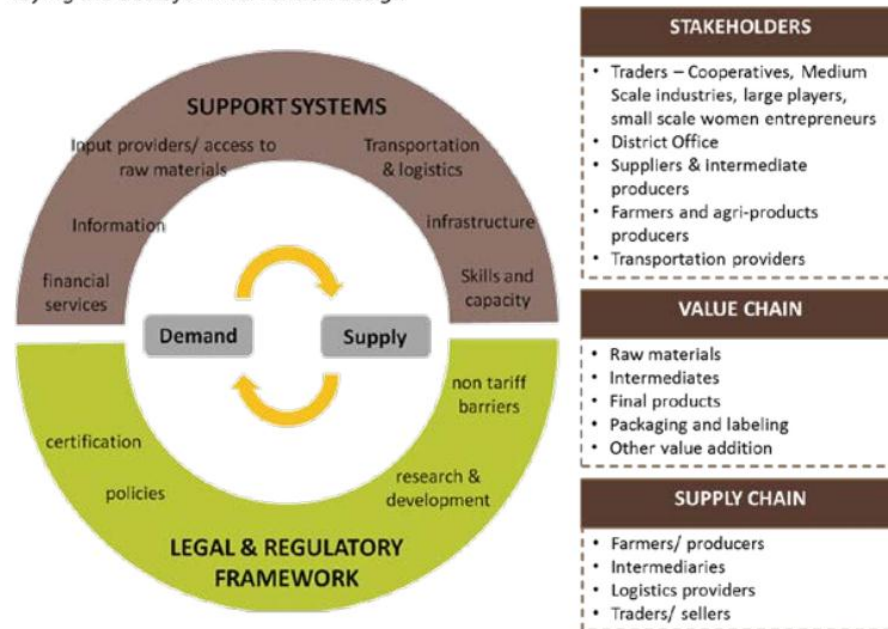 SUPPORT SYSTEMS
Input providers/ access to
raw materials
Transportation
& logistics
Information
infrastructure
financial
services
Skills and
capacity
Demand
Supply
non tariff
barriers
certification
policies
research &
development
LEGAL & REGULATORY
FRAMEWORK
STAKEHOLDERS
• Traders – Cooperatives, Medium
Scale industries, large players,
small scale women entrepreneurs
• District Office
• Suppliers & intermediate
producers
• Farmers and agri-products
producers
• Transportation providers
VALUE CHAIN
• Raw materials
• Intermediates
• Final products
• Packaging and labeling
• Other value addition
SUPPLY CHAIN
• Farmers/ producers
• Intermediaries
• Logistics providers
• Traders/ sellers